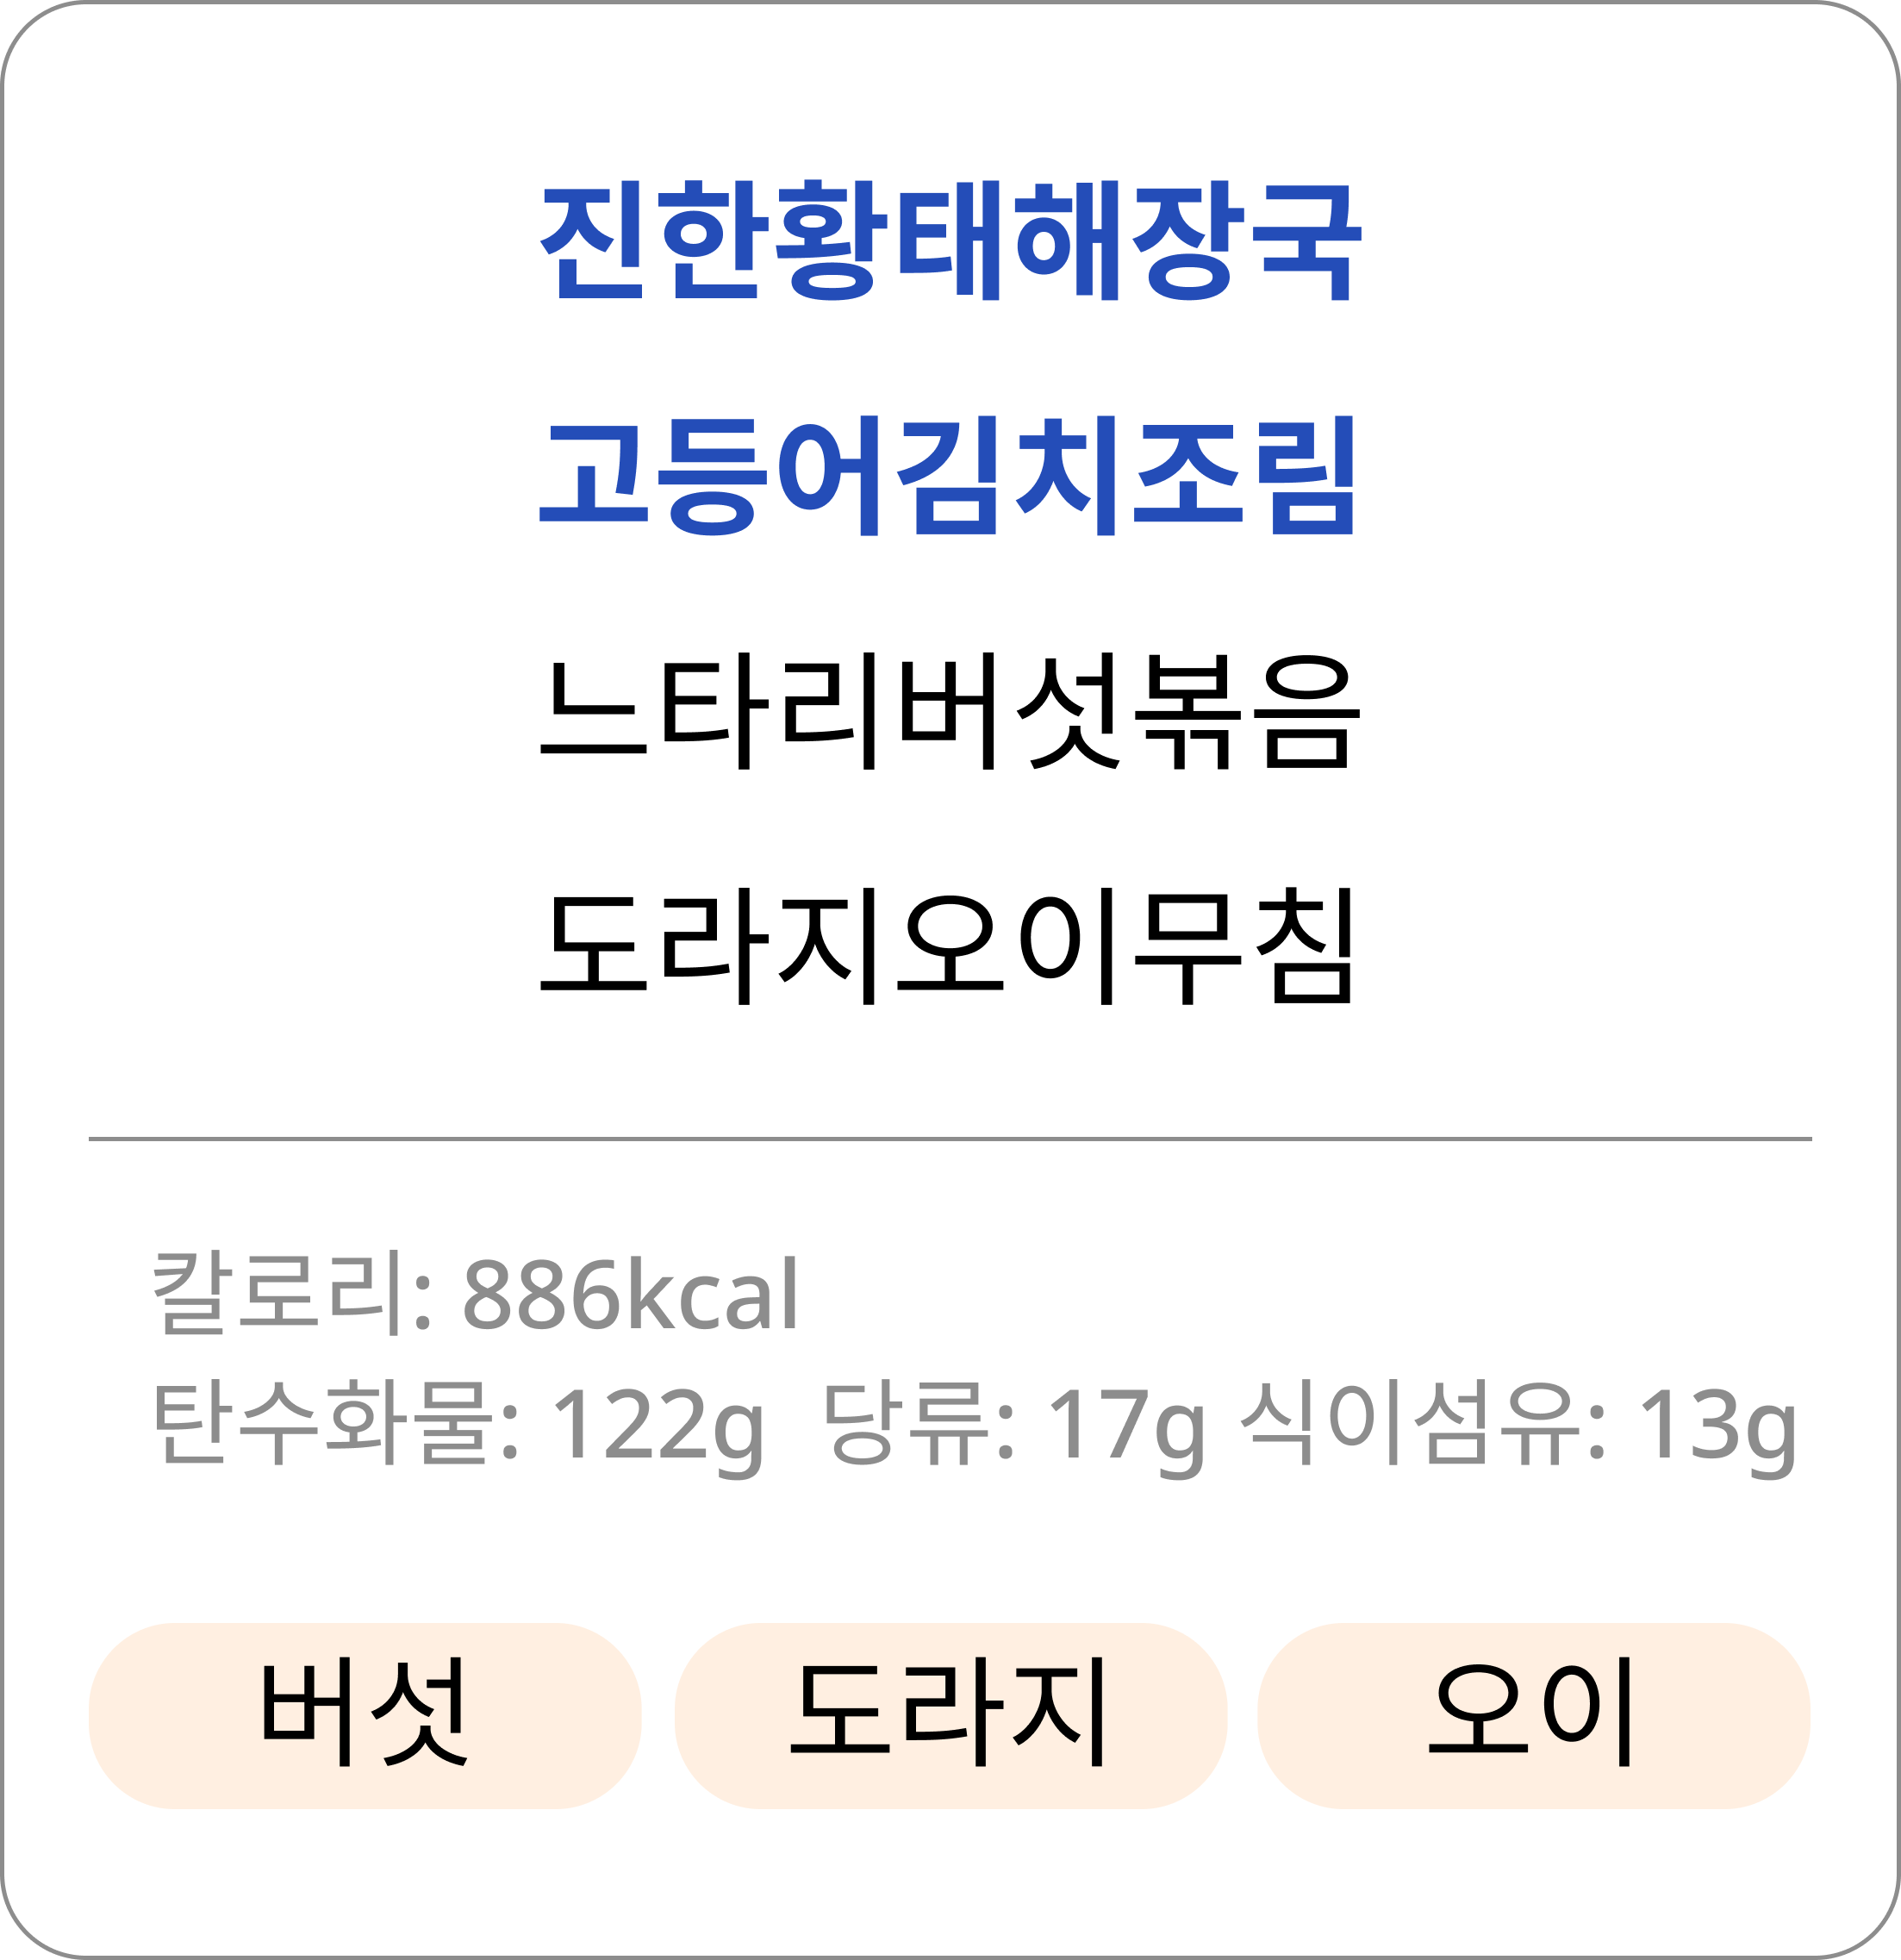 진한황태해장국
고등어김치조림
느타리버섯볶음
도라지오이무침
칼로리: 886kcal
탄수화물: 122g 당류: 17g 식이섬유: 13g
버섯 도라지 오이